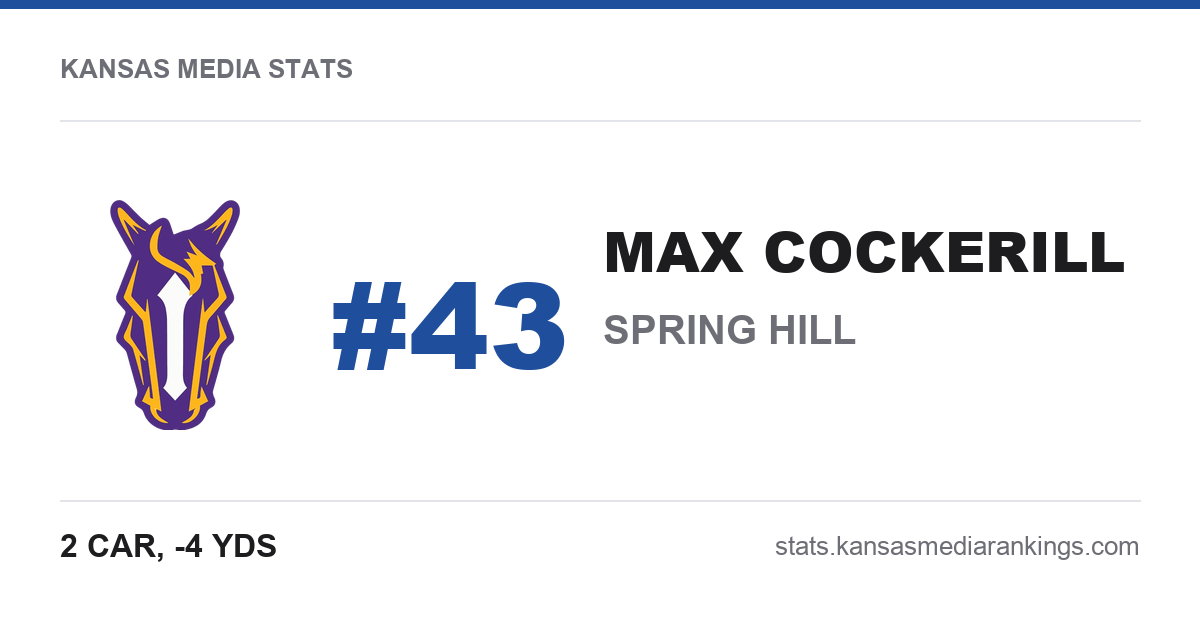 KANSAS MEDIA STATS
#43
MAX COCKERILL
SPRING HILL
2 CAR, -4 YDS
stats.kansasmediarankings.com